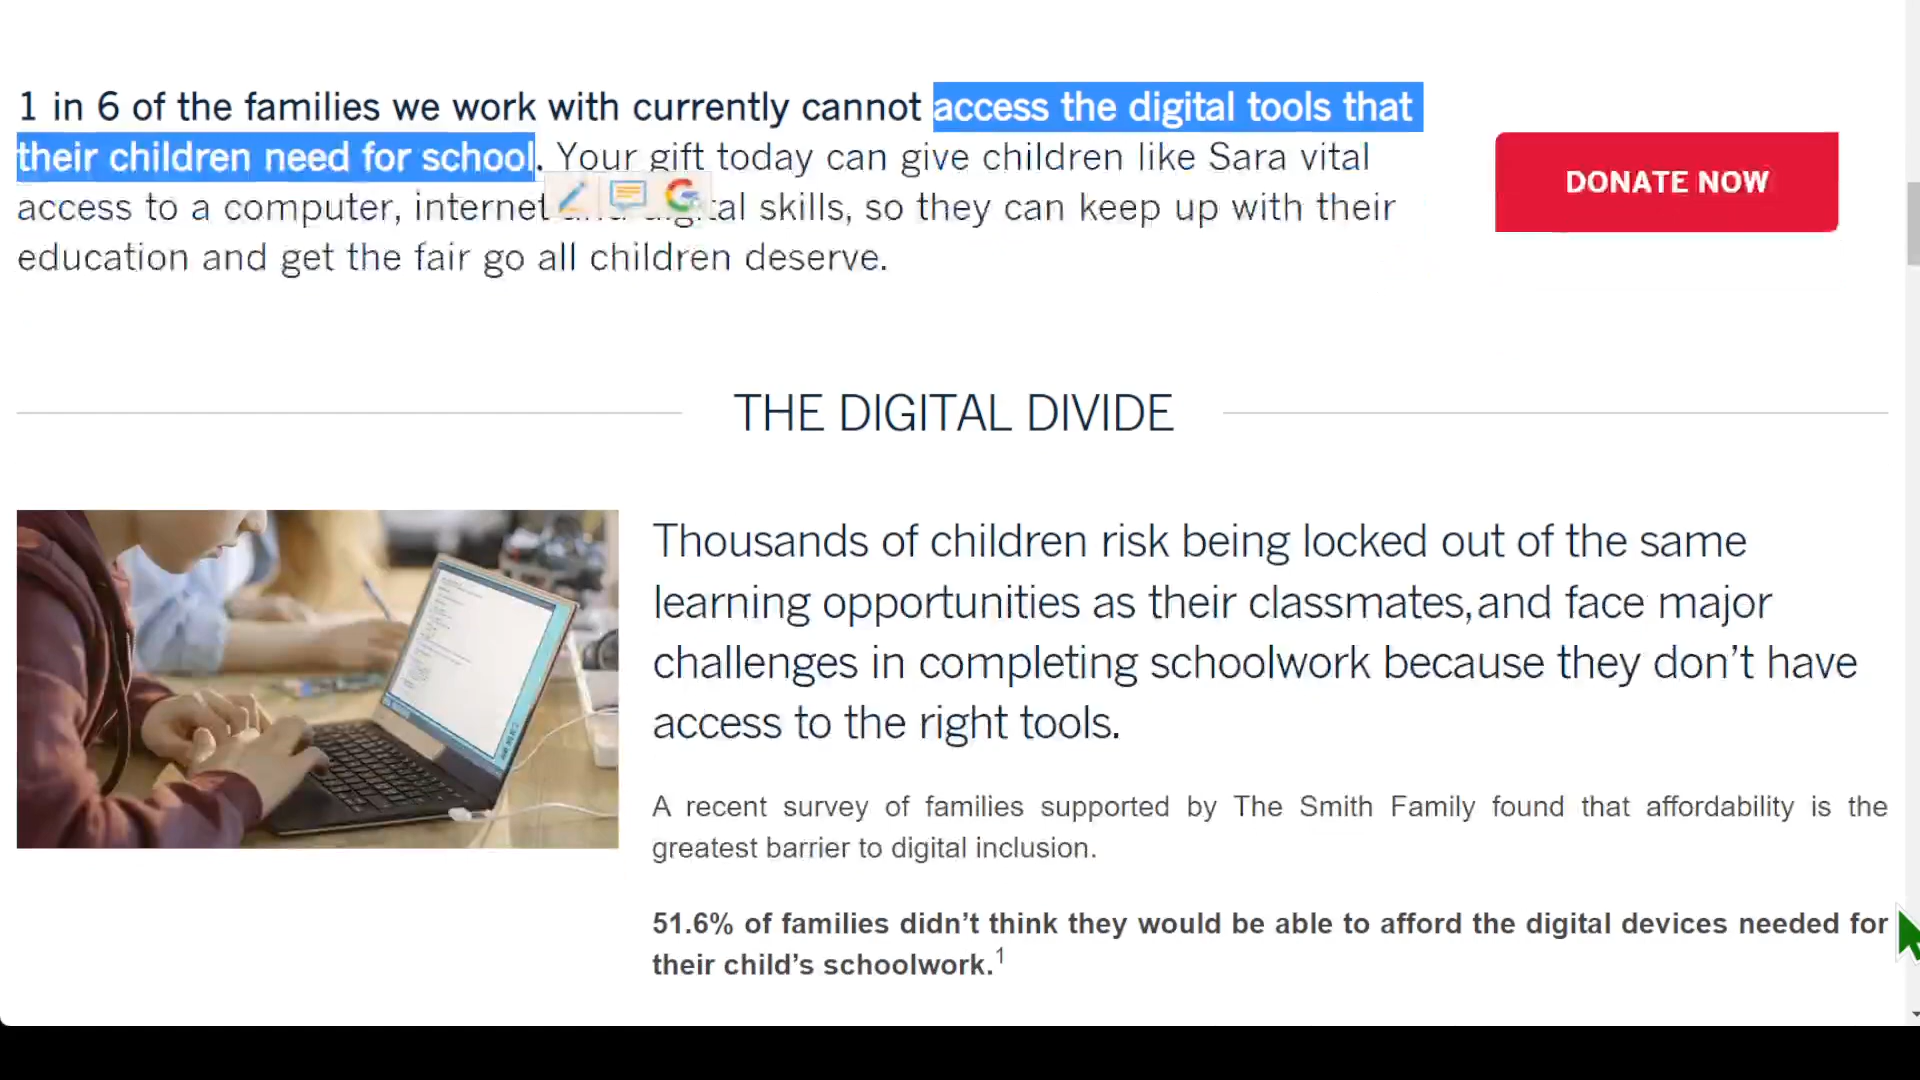 1 in 6 of the families we work with currently cannot access the digital tools that
their children need for school. Your gift today can give children like Sara vital
access to a computer, internet tal skills, so they can keep up with their
education and get the fair go all children deserve.
DONATE NOW
THE DIGITAL DIVIDE
Thousands of children risk being locked out of the same
learning opportunities as their classmates,and face major
challenges in completing schoolwork because they don’t have
access to the right tools.
A recent survey of families supported by The Smith Family found that affordability is the
greatest barrier to digital inclusion.
51.6% of families didn’t think they would be able to afford the digital devices needed for
their child’s schoolwork.1